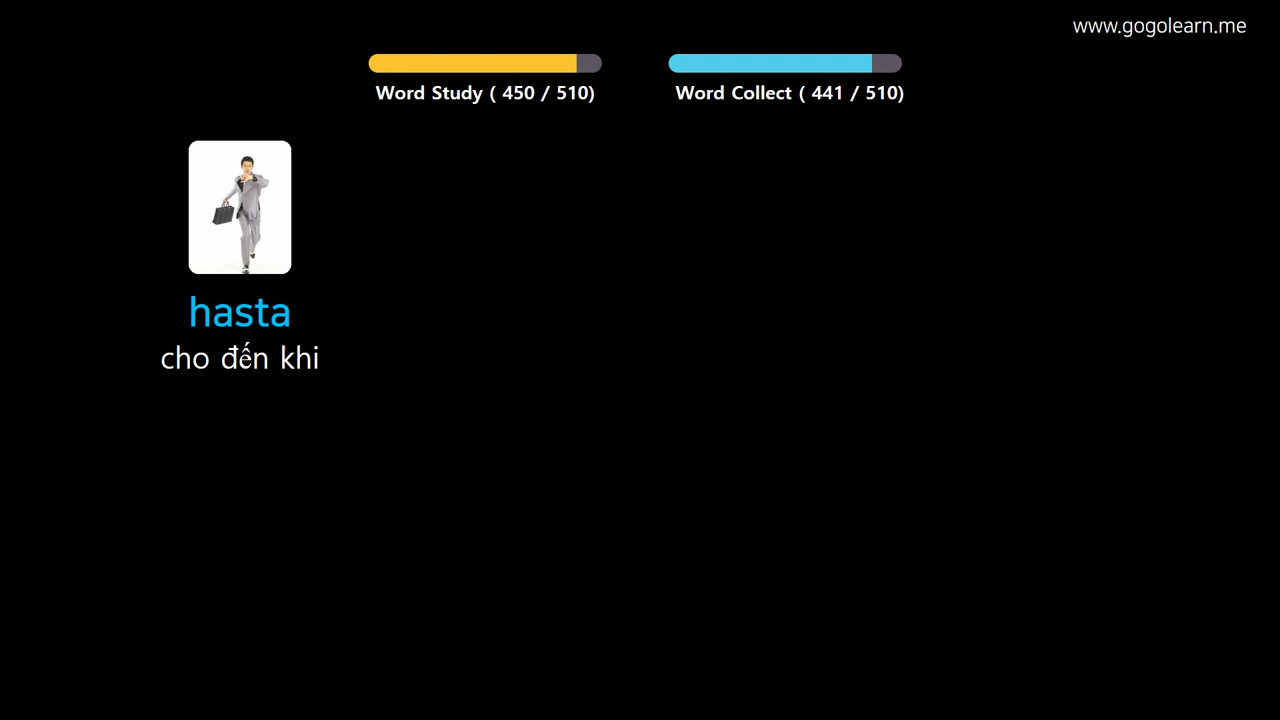 www.gogolearn.me
Word Study ( 450 / 510)
Word Collect ( 441 / 510)
hasta
cho đến khi